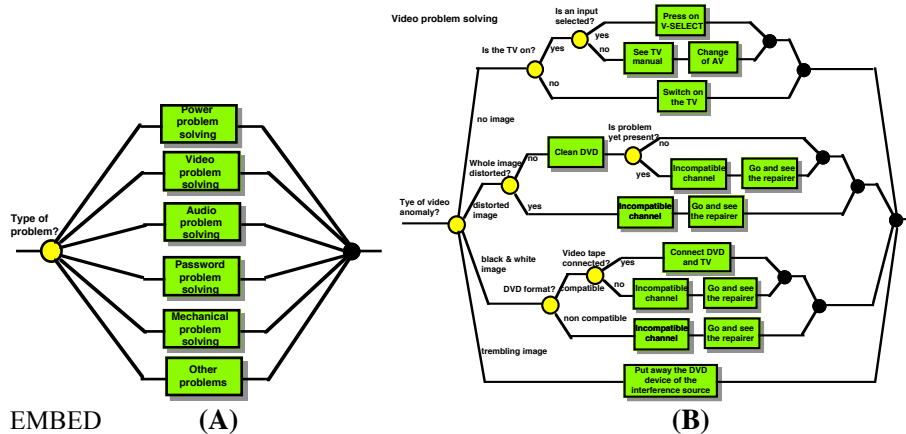 Type of
problem?
Power
problem
solving
Video
problem
solving
Audio
problem
solving
Password
problem
solving
Mechanical
problem
solving
Other
problems
EMBED
(A)
Video problem solving
Is an input
selected?
yes
no
Press on
V-SELECT
See TV
manual
Change
of AV
Is the TV on?
yes
no
Switch on
the TV
no image
Is problem
yet present?
no
yes
Clean DVD
Incompatible
channel
Go and see
the repairer
Whole image
distorted?
no
yes
Incompatible
channel
Go and see
the repairer
Tye of video
anomaly?
distorted
image
black & white
image
Video tape
connected?
yes
no
Connect DVD
and TV
DVD format?
compatible
Incompatible
channel
Go and see
the repairer
non compatible
Incompatible
channel
Go and see
the repairer
trembling image
Put away the DVD
device of the
interference source
(B)